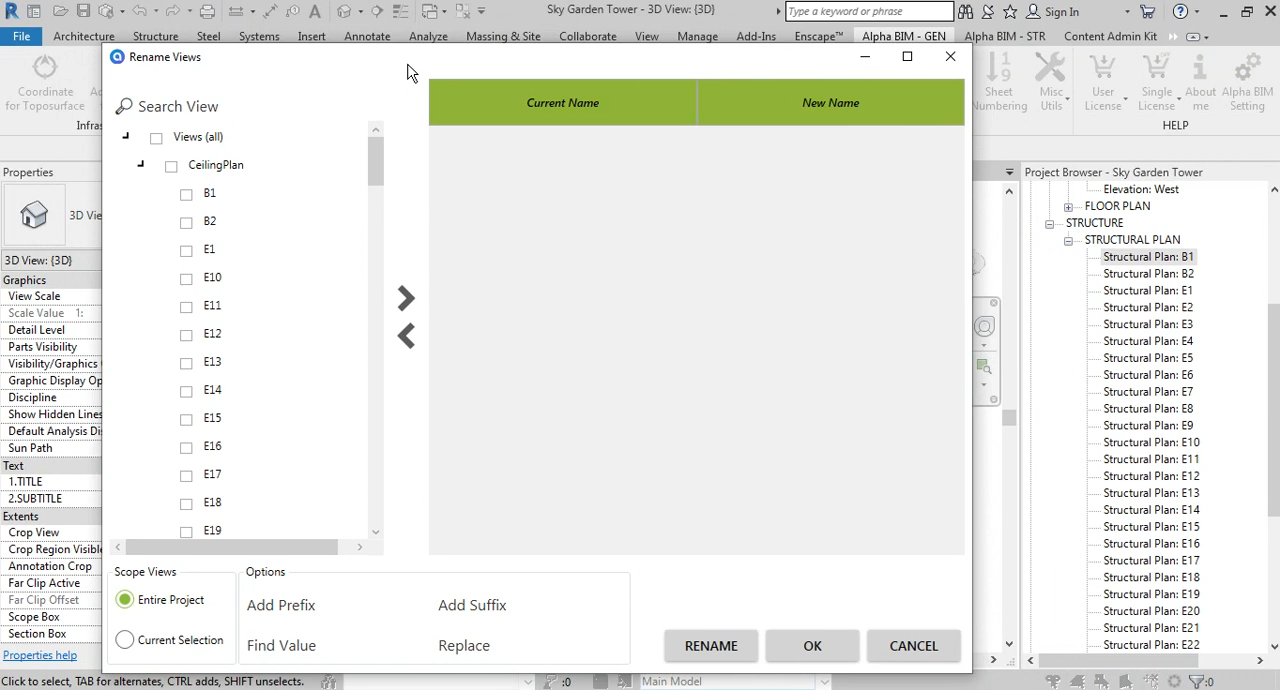 Sky Garden Tower - 3D View: {3D}
Type a keyword or phrase
Sign In
File
Architecture
Structure
Steel
Systems
Insert
Annotate
Analyze
Massing & Site
Collaborate
View
Manage
Add-Ins
Enscape™
Alpha BIM - GEN
Alpha BIM - STR
Content Admin Kit
Rename Views
Coordinate
for Toposurface
Sheet
Numbering
Misc
Utils
User
License
Single
License
About
me
Alpha BIM
Setting
HELP
Properties
3D View: {3D}
Graphics
View Scale
Scale Value 1:
Detail Level
Parts Visibility
Visibility/Graphics
Discipline
Show Hidden Lines
Sun Path
Text
1.TITLE
2.SUBTITLE
Extents
Crop View
Annotation Crop
Far Clip Active
Far Clip Offset
Scope Box
Section Box
Properties help
Search View
Views (all)
CeilingPlan
B1
B2
E1
E10
E11
E12
E13
E14
E15
E16
E17
E18
E19
Current Name
New Name
Scope Views
Entire Project
Current Selection
Options
Add Prefix
Add Suffix
Find Value
Replace
RENAME
OK
CANCEL
Project Browser - Sky Garden Tower
Elevation: West
FLOOR PLAN
STRUCTURE
STRUCTURAL PLAN
Structural Plan: B1
Structural Plan: B2
Structural Plan: E1
Structural Plan: E2
Structural Plan: E3
Structural Plan: E4
Structural Plan: E5
Structural Plan: E6
Structural Plan: E7
Structural Plan: E8
Structural Plan: E9
Structural Plan: E10
Structural Plan: E11
Structural Plan: E12
Structural Plan: E13
Structural Plan: E14
Structural Plan: E15
Structural Plan: E16
Structural Plan: E17
Structural Plan: E18
Structural Plan: E19
Structural Plan: E20
Structural Plan: E21
Structural Plan: E22
Click to select, TAB for alternates, CTRL adds, SHIFT unselects.
:0
Main Model
:0